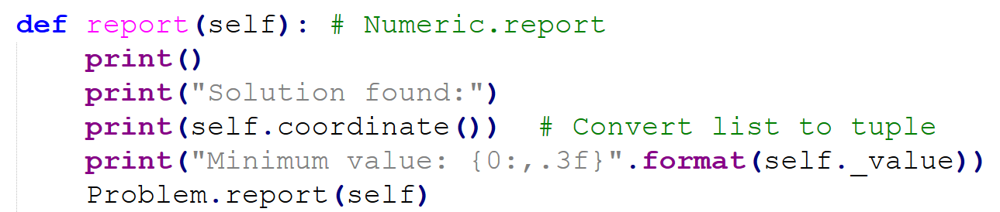 def report(self): # Numeric.report
    print()
    print("Solution found:")
    print(self.coordinate())  # Convert list to tuple
    print("Minimum value: {0:,.3f}".format(self._value))
    Problem.report(self)